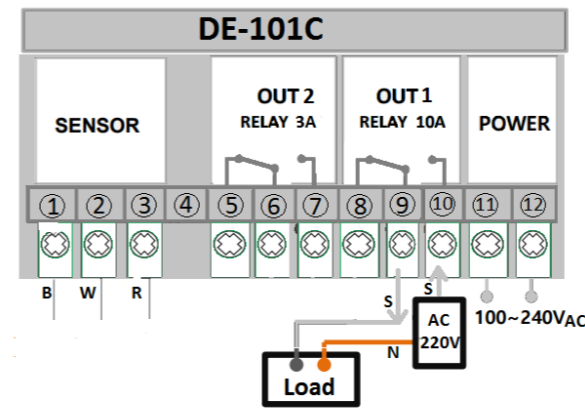 DE-101C
SENSOR
OUT 2
RELAY 3A
OUT 1
RELAY 10A
POWER
① ② ③ ④ ⑤ ⑥ ⑦ ⑧ ⑨ ⑩ ⑪ ⑫
B W R
S S
AC
220V
100~240VAC
N
Load